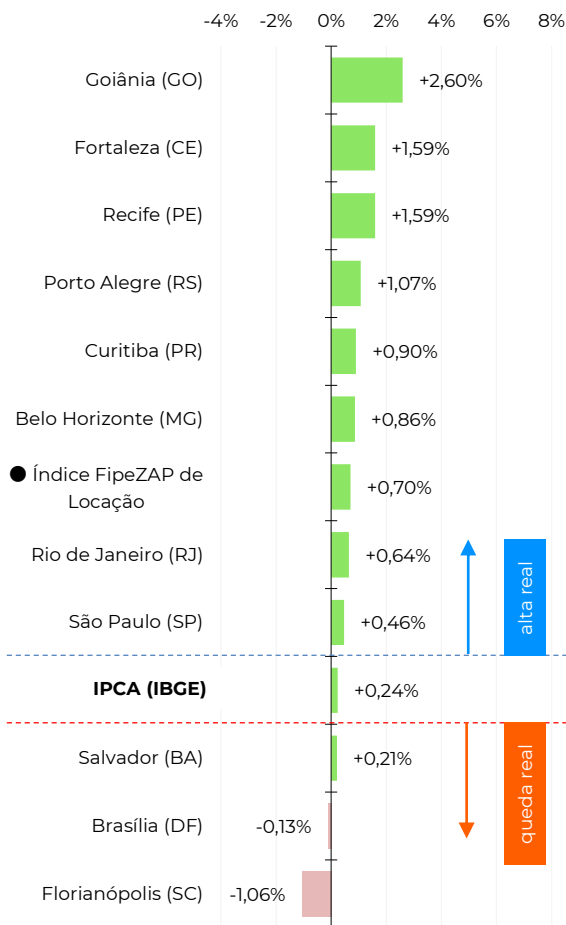 -4% -2% 0% 2% 4% 6% 8%
Goiânia (GO) +2,60%
Fortaleza (CE) +1,59%
Recife (PE) +1,59%
Porto Alegre (RS) +1,07%
Curitiba (PR) +0,90%
Belo Horizonte (MG) +0,86%
● Índice FipeZAP de
Locação
+0,70%
Rio de Janeiro (RJ) +0,64%
São Paulo (SP) +0,46%
alta real
IPCA (IBGE) +0,24%
Salvador (BA) +0,21%
Brasília (DF) -0,13%
queda real
Florianópolis (SC) -1,06%